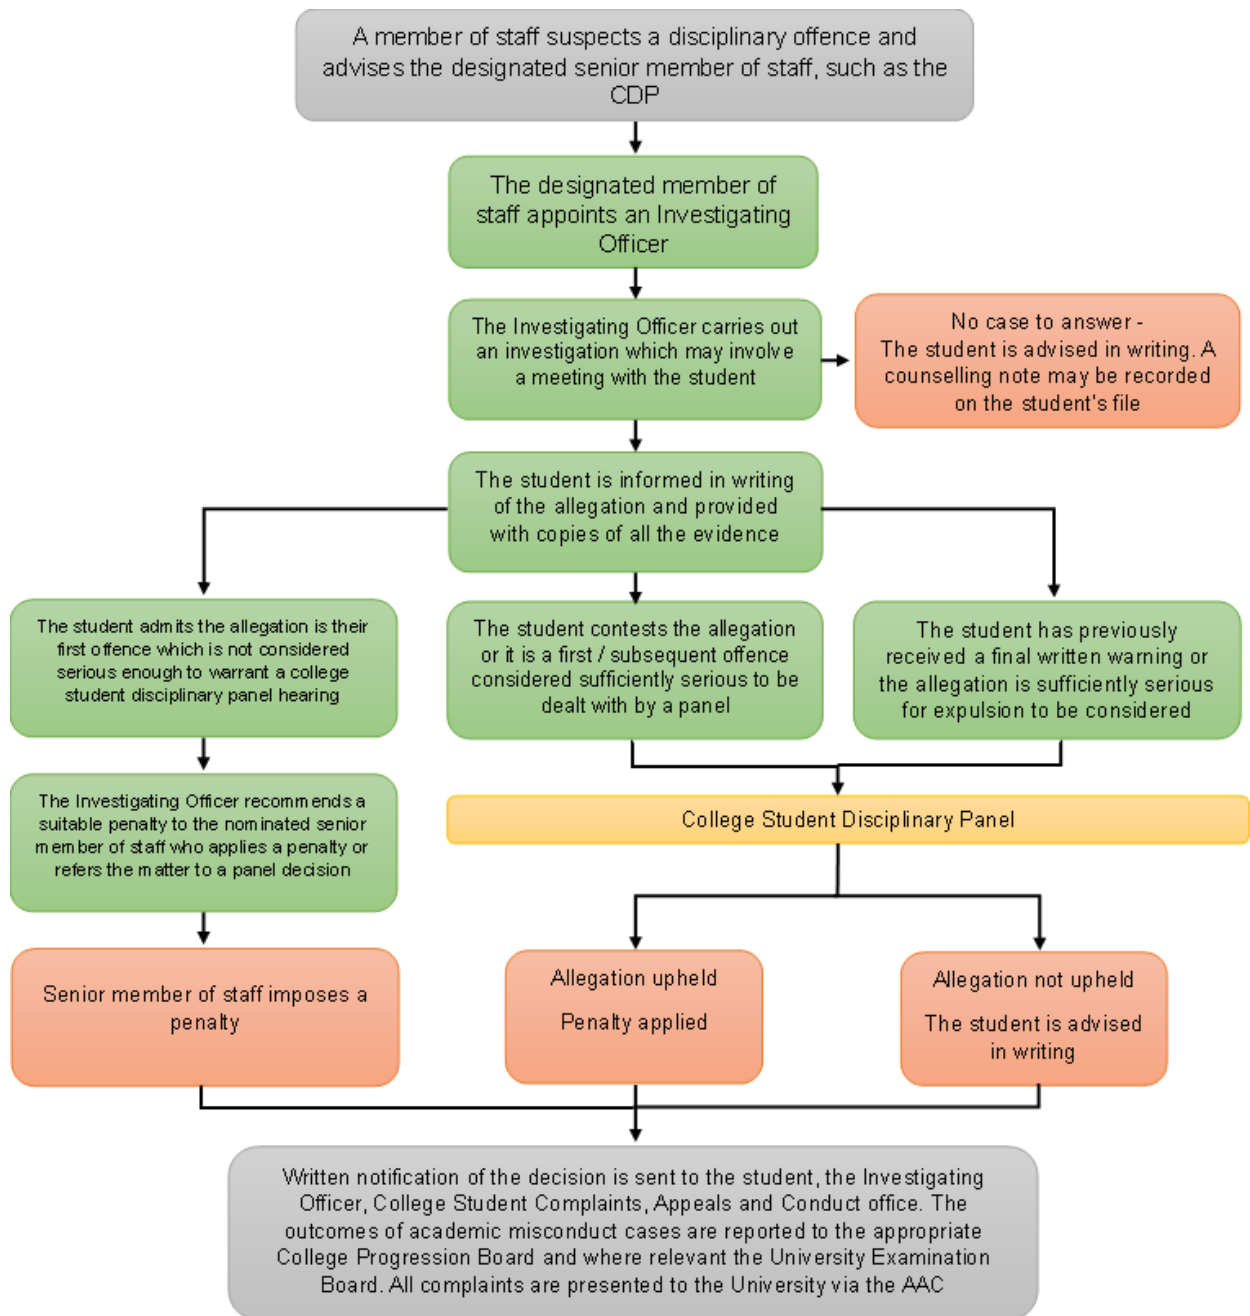 A member of staff suspects a disciplinary offence and
advises the designated senior member of staff, such as the
CDP
The designated member of
staff appoints an Investigating
Officer
The Investigating Officer carries out
an investigation which may involve
a meeting with the student
No case to answer -
The student is advised in writing. A
counselling note may be recorded
on the student's file
The student is informed in writing
of the allegation and provided
with copies of all the evidence
The student admits the allegation is their
first offence which is not considered
serious enough to warrant a college
student disciplinary panel hearing
The student contests the allegation
or it is a first / subsequent offence
considered sufficiently serious to be
dealt with by a panel
The student has previously
received a final written warning or
the allegation is sufficiently serious
for expulsion to be considered
The Investigating Officer recommends a
suitable penalty to the nominated senior
member of staff who applies a penalty or
refers the matter to a panel decision
College Student Disciplinary Panel
Senior member of staff imposes a
penalty
Allegation upheld
Penalty applied
Allegation not upheld
The student is advised
in writing
Written notification of the decision is sent to the student, the Investigating
Officer, College Student Complaints, Appeals and Conduct office. The
outcomes of academic misconduct cases are reported to the appropriate
College Progression Board and where relevant the University Examination
Board. All complaints are presented to the University via the AAC